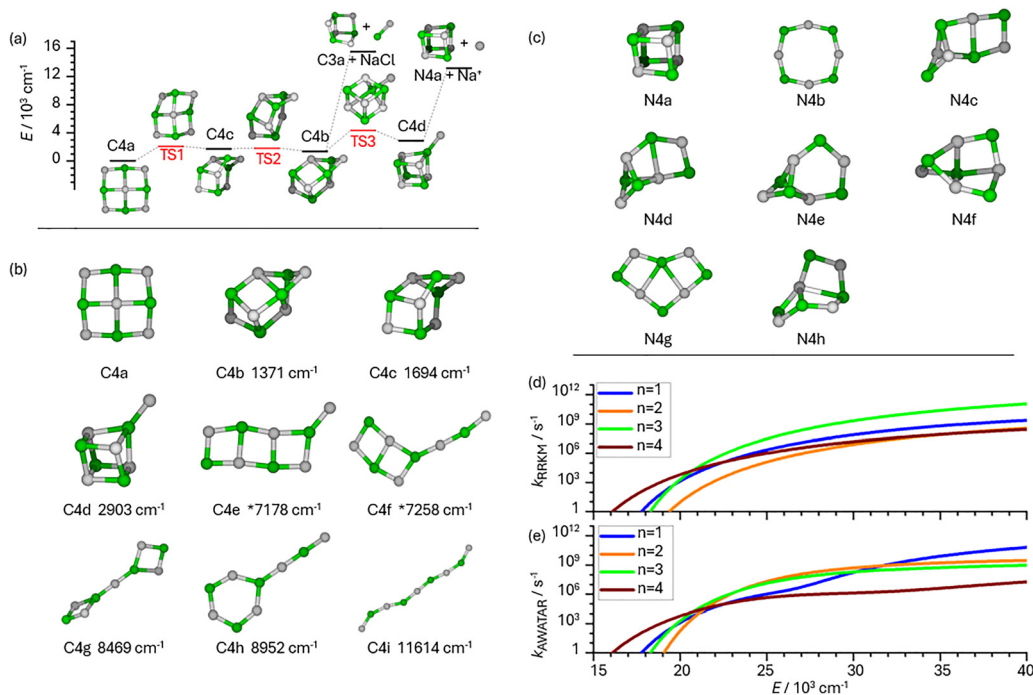 (a)
E / 10³ cm⁻¹
16
12
8
4
0
C4a
TS1
C4c
TS2
C4b
C3a + NaCl
TS3
C4d
N4a + Na⁺
+
+
(b)
C4a
C4b 1371 cm⁻¹
C4c 1694 cm⁻¹
C4d 2903 cm⁻¹
C4e *7178 cm⁻¹
C4f *7258 cm⁻¹
C4g 8469 cm⁻¹
C4h 8952 cm⁻¹
C4i 11614 cm⁻¹
(c)
N4a
N4b
N4c
N4d
N4e
N4f
N4g
N4h
(d)
kRRKM / s⁻¹
10¹²
10⁹
10⁶
10³
1
n=1
n=2
n=3
n=4
(e)
kAWATAR / s⁻¹
10¹²
10⁹
10⁶
10³
1
n=1
n=2
n=3
n=4
15 20 25 30 35 40
E / 10³ cm⁻¹